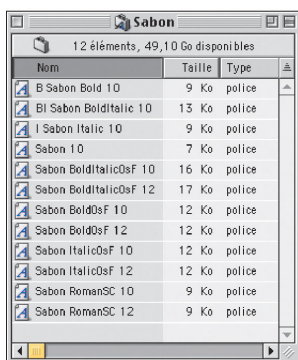 Sabon
12 éléments, 49,10 Go disponibles
Nom Taille Type
B Sabon Bold 10 9 Ko police
BI Sabon BoldItalic 10 13 Ko police
I Sabon Italic 10 9 Ko police
Sabon 10 7 Ko police
Sabon BoldItalicOsF 10 16 Ko police
Sabon BoldItalicOsF 12 17 Ko police
Sabon BoldOsF 10 12 Ko police
Sabon BoldOsF 12 12 Ko police
Sabon ItalicOsF 10 12 Ko police
Sabon ItalicOsF 12 12 Ko police
Sabon RomanSC 10 9 Ko police
Sabon RomanSC 12 9 Ko police